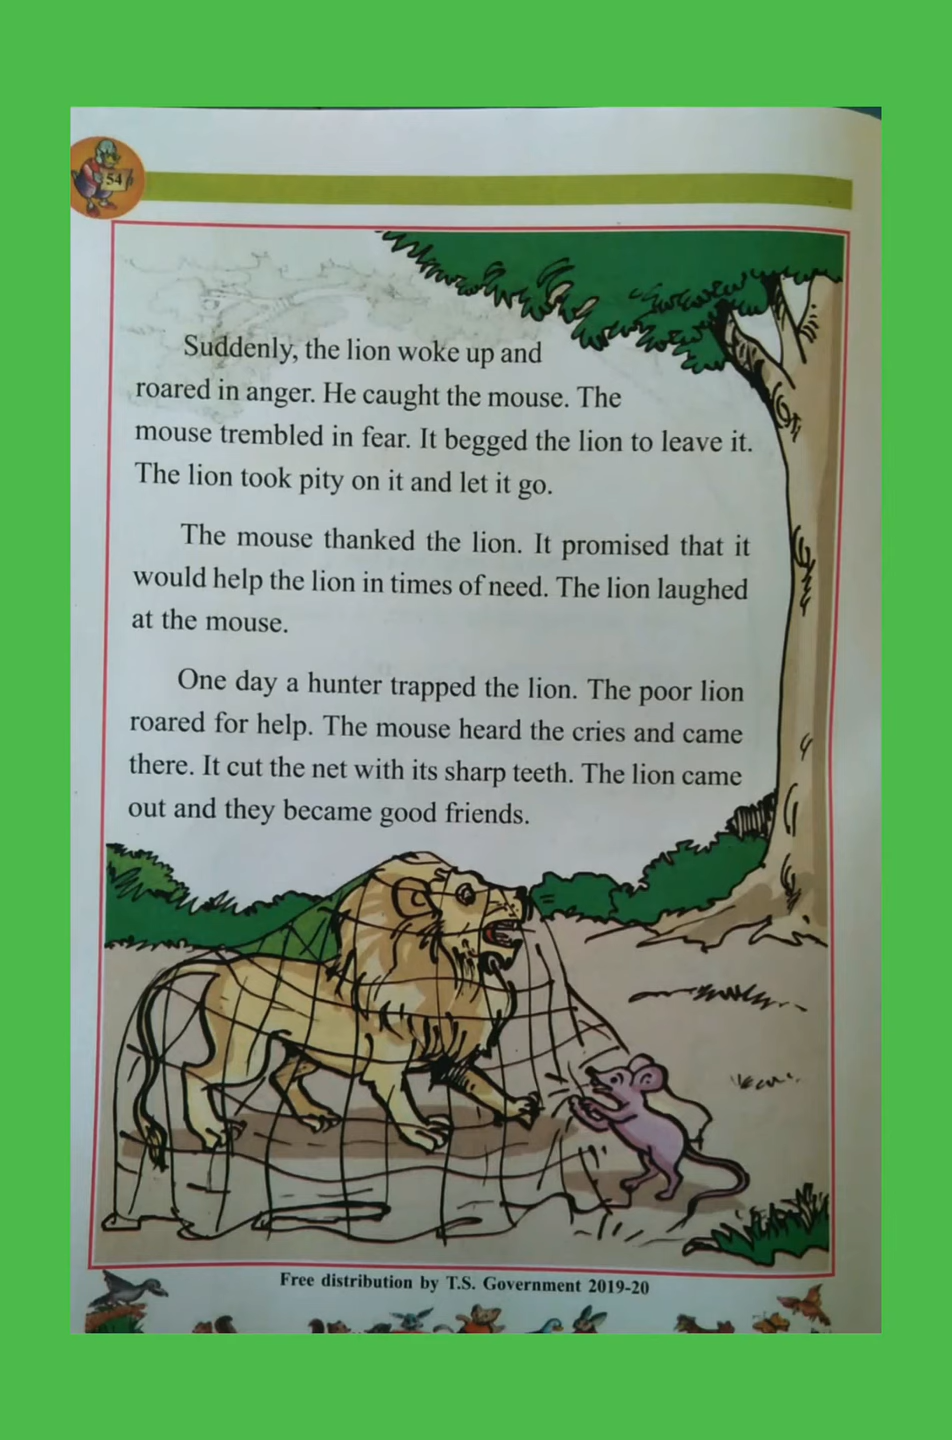 54
Suddenly, the lion woke up and
roared in anger. He caught the mouse. The
mouse trembled in fear. It begged the lion to leave it.
The lion took pity on it and let it go.
The mouse thanked the lion. It promised that it
would help the lion in times of need. The lion laughed
at the mouse.
One day a hunter trapped the lion. The poor lion
roared for help. The mouse heard the cries and came
there. It cut the net with its sharp teeth. The lion came
out and they became good friends.
Free distribution by T.S. Government 2019-20